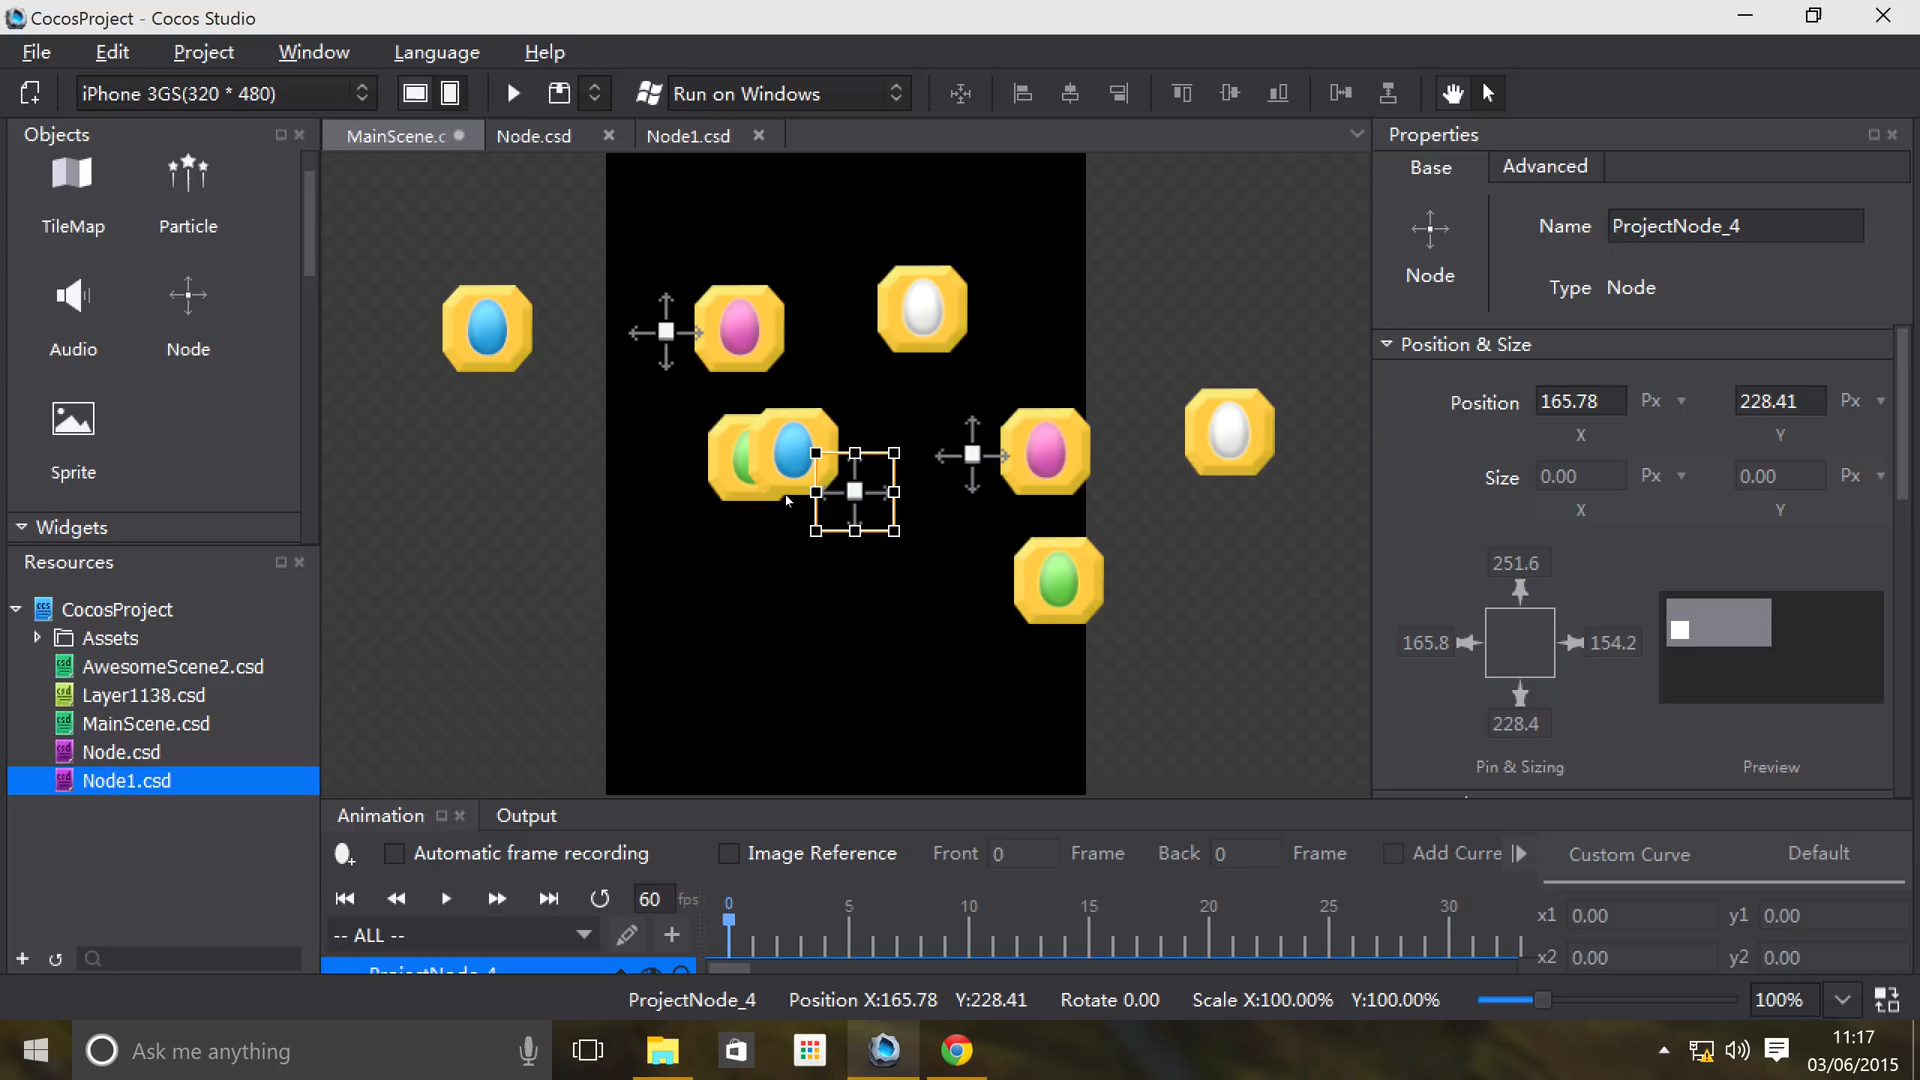 CocosProject - Cocos Studio
File Edit Project Window Language Help
iPhone 3GS(320 * 480)
Run on Windows
Objects
TileMap
Particle
Audio
Node
Sprite
Widgets
Resources
CocosProject
Assets
AwesomeScene2.csd
Layer1138.csd
MainScene.csd
Node.csd
Node1.csd
MainScene.c
Node.csd
Node1.csd
Properties
Base
Advanced
Node
Name ProjectNode_4
Type Node
Position & Size
Position 165.78 Px 228.41 Px
X Y
Size 0.00 Px 0.00 Px
X Y
251.6
165.8
154.2
228.4
Pin & Sizing
Preview
Animation
Output
Automatic frame recording
Image Reference
Front 0 Frame
Back 0 Frame
Add Curre
Custom Curve
Default
60 fps
0 5 10 15 20 25 30
-- ALL --
x1 0.00 y1 0.00
x2 0.00 y2 0.00
ProjectNode_4
ProjectNode_4 Position X:165.78 Y:228.41 Rotate 0.00 Scale X:100.00% Y:100.00% 100%
Ask me anything
11:17
03/06/2015